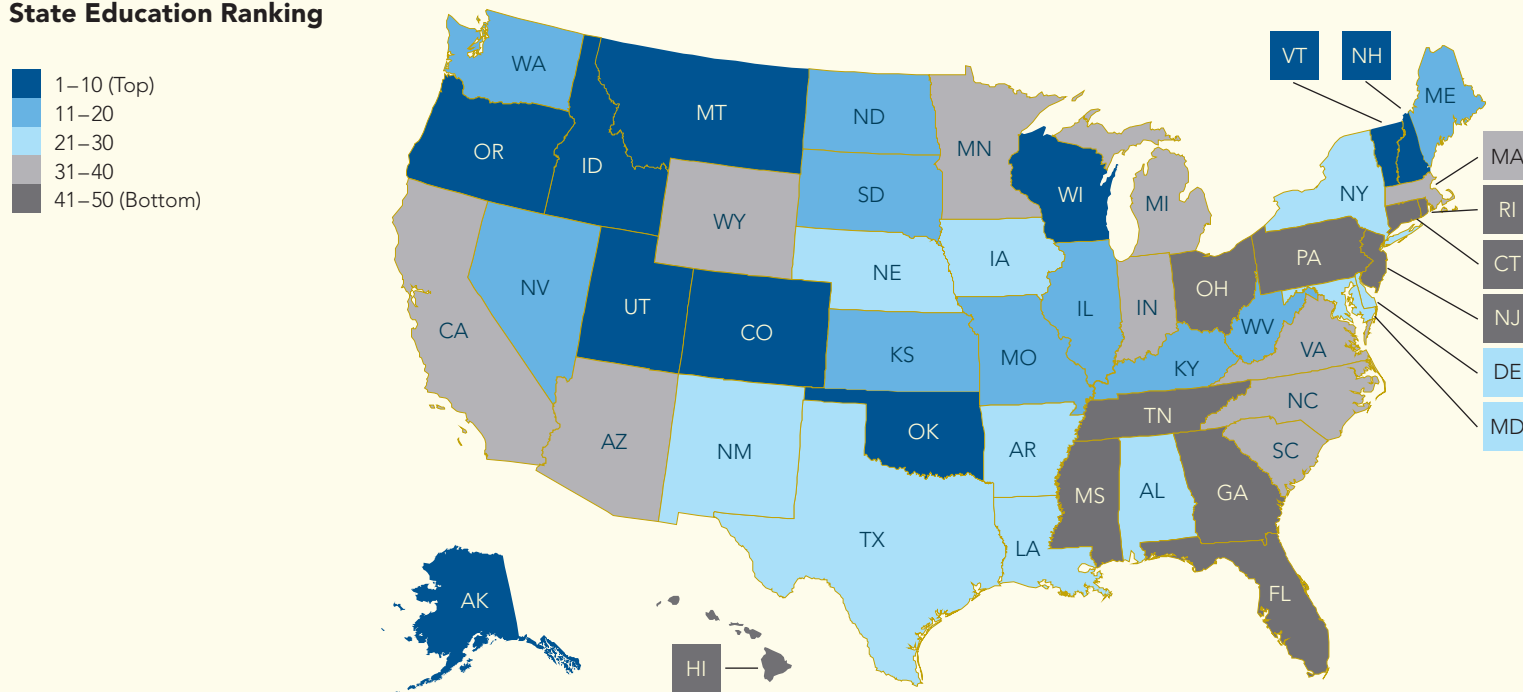 State Education Ranking
1–10 (Top)
11–20
21–30
31–40
41–50 (Bottom)
WA
OR
ID
MT
ND
MN
SD
WY
WI
MI
NY
VT
NH
ME
MA
RI
CT
NJ
DE
MD
NV
CA
UT
CO
NE
IA
KS
MO
IL
IN
OH
PA
WV
VA
KY
NC
TN
SC
AZ
NM
OK
AR
TX
LA
MS
AL
GA
FL
AK
HI